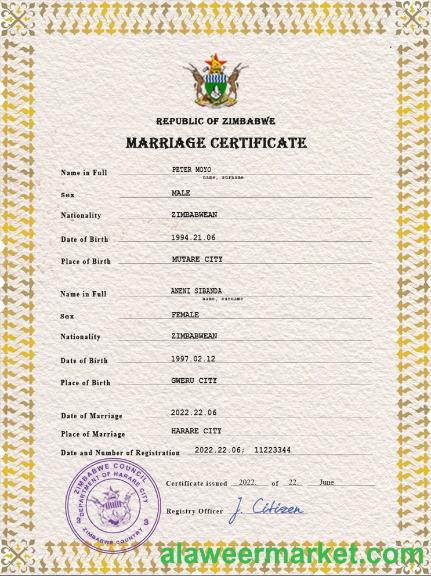 REPUBLIC OF ZIMBABWE
MARRIAGE CERTIFICATE
Name in Full PETER MOYO
name, surname
Sex MALE
Nationality ZIMBABWEAN
Date of Birth 1994.21.06
Place of Birth MUTARE CITY
Name in Full ANENI SIBANDA
name, surname
Sex FEMALE
Nationality ZIMBABWEAN
Date of Birth 1997.02.12
Place of Birth GWERU CITY
Date of Marriage 2022.22.06
Place of Marriage HARARE CITY
Date and Number of Registration 2022.22.06; 11223344
ZIMBABWE COUNCIL
DEPARTMENT OF HARARE CITY
3 3
ZIMBABWE COUNTRY
Certificate issued 2022. of 22. June
Registry Officer J. Citizen
alaweermarket.com